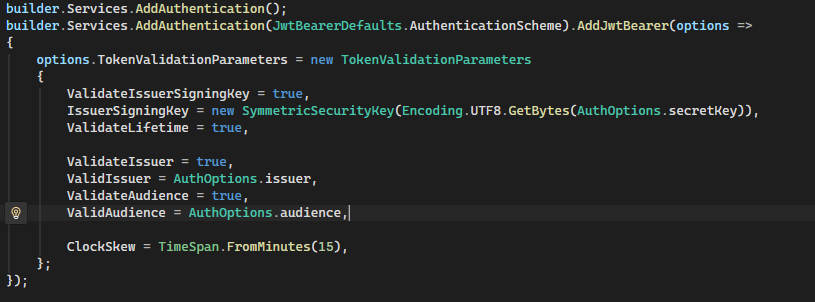 builder.Services.AddAuthentication();
builder.Services.AddAuthentication(JwtBearerDefaults.AuthenticationScheme).AddJwtBearer(options =>
{
    options.TokenValidationParameters = new TokenValidationParameters
    {
        ValidateIssuerSigningKey = true,
        IssuerSigningKey = new SymmetricSecurityKey(Encoding.UTF8.GetBytes(AuthOptions.secretKey)),
        ValidateLifetime = true,

        ValidateIssuer = true,
        ValidIssuer = AuthOptions.issuer,
        ValidateAudience = true,
        ValidAudience = AuthOptions.audience,

        ClockSkew = TimeSpan.FromMinutes(15),
    };
});